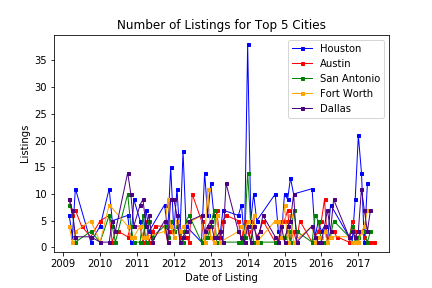 Number of Listings for Top 5 Cities
Listings
35
30
25
20
15
10
5
0
Houston
Austin
San Antonio
Fort Worth
Dallas
2009 2010 2011 2012 2013 2014 2015 2016 2017
Date of Listing